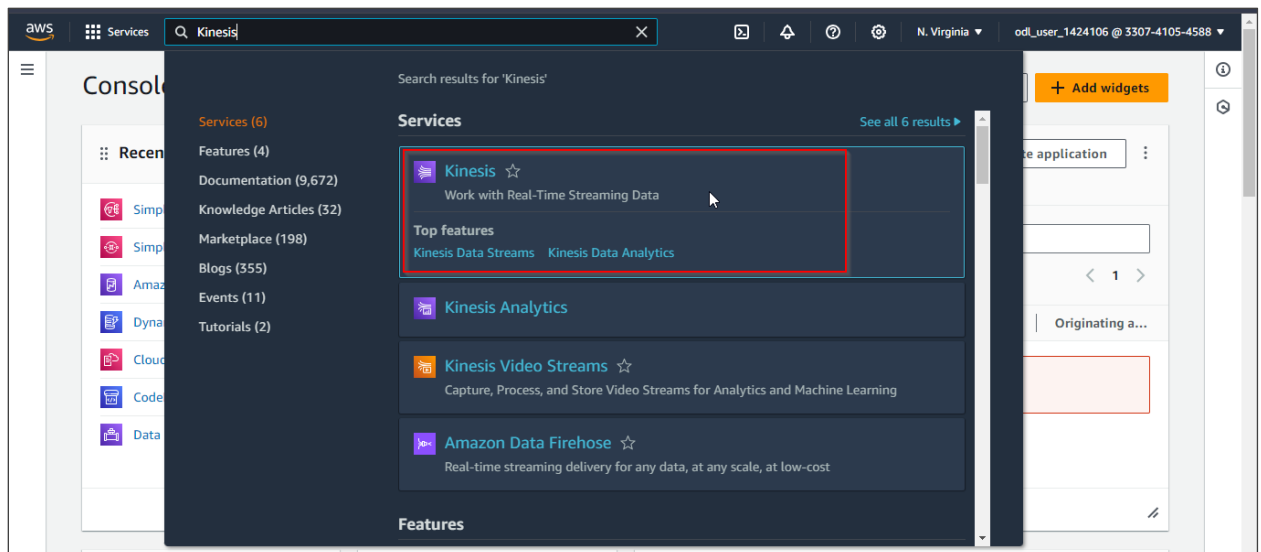 aws
Services
Kinesis
N. Virginia ▼
odl_user_1424106 @ 3307-4105-4588 ▼
Search results for 'Kinesis'
Services (6)
Features (4)
Documentation (9,672)
Knowledge Articles (32)
Marketplace (198)
Blogs (355)
Events (11)
Tutorials (2)
Services
See all 6 results ▶
Kinesis
Work with Real-Time Streaming Data
Top features
Kinesis Data Streams Kinesis Data Analytics
Kinesis Analytics
Kinesis Video Streams
Capture, Process, and Store Video Streams for Analytics and Machine Learning
Amazon Data Firehose
Real-time streaming delivery for any data, at any scale, at low-cost
Features
Consol
Recen
Simp
Simp
Amaz
Dyna
Cloud
Code
Data
+ Add widgets
te application
1
Originating a...